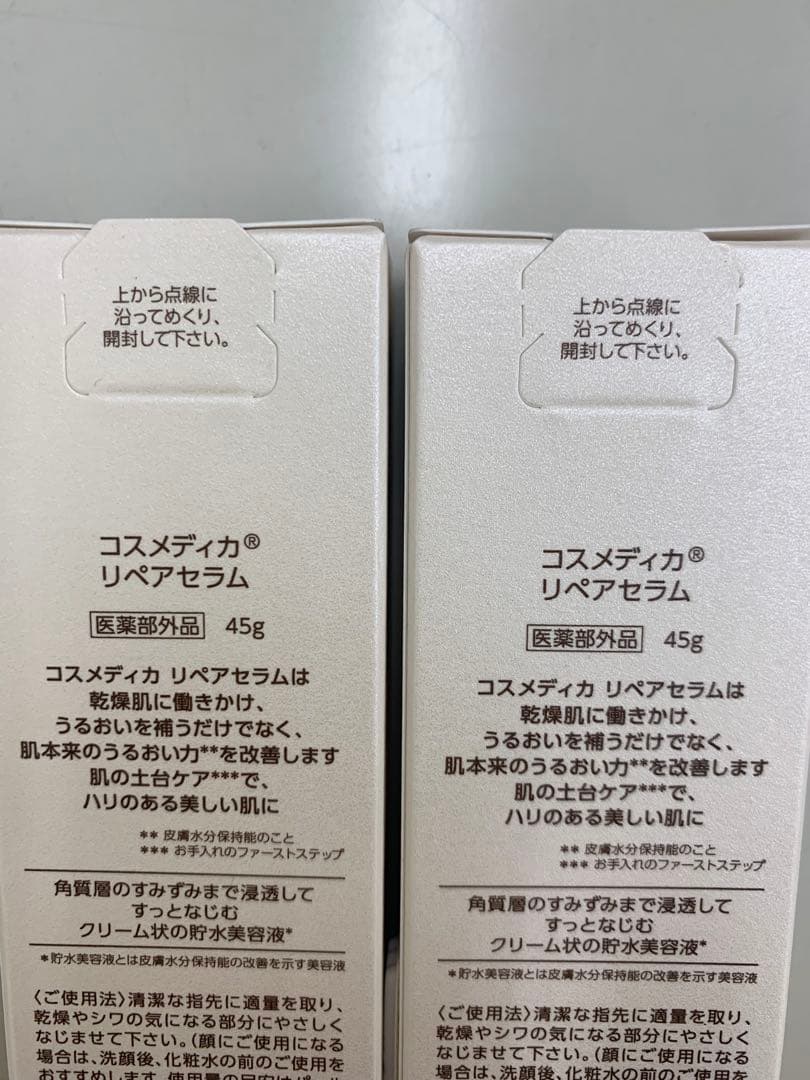 上から点線に
沿ってめくり、
開封して下さい。
コスメディカ®
リペアセラム
医薬部外品 45g
コスメディカ リペアセラムは
乾燥肌に働きかけ、
うるおいを補うだけでなく、
肌本来のうるおい力**を改善します
肌の土台ケア***で、
ハリのある美しい肌に
** 皮膚水分保持能のこと
*** お手入れのファーストステップ
角質層のすみずみまで浸透して
すっとなじむ
クリーム状の貯水美容液*
*貯水美容液とは皮膚水分保持能の改善を示す美容液
〈ご使用法〉清潔な指先に適量を取り、
乾燥やシワの気になる部分にやさしく
なじませて下さい。(顔にご使用になる
場合は、洗顔後、化粧水の前のご使用を
おすすめします。使用量の目安はパール
上から点線に
沿ってめくり、
開封して下さい。
コスメディカ®
リペアセラム
医薬部外品 45g
コスメディカ リペアセラムは
乾燥肌に働きかけ、
うるおいを補うだけでなく、
肌本来のうるおい力**を改善します
肌の土台ケア***で、
ハリのある美しい肌に
** 皮膚水分保持能のこと
*** お手入れのファーストステップ
角質層のすみずみまで浸透して
すっとなじむ
クリーム状の貯水美容液*
*貯水美容液とは皮膚水分保持能の改善を示す美容液
〈ご使用法〉清潔な指先に適量を取り、
乾燥やシワの気になる部分にやさしく
なじませて下さい。(顔にご使用になる
場合は、洗顔後、化粧水の前のご使用を